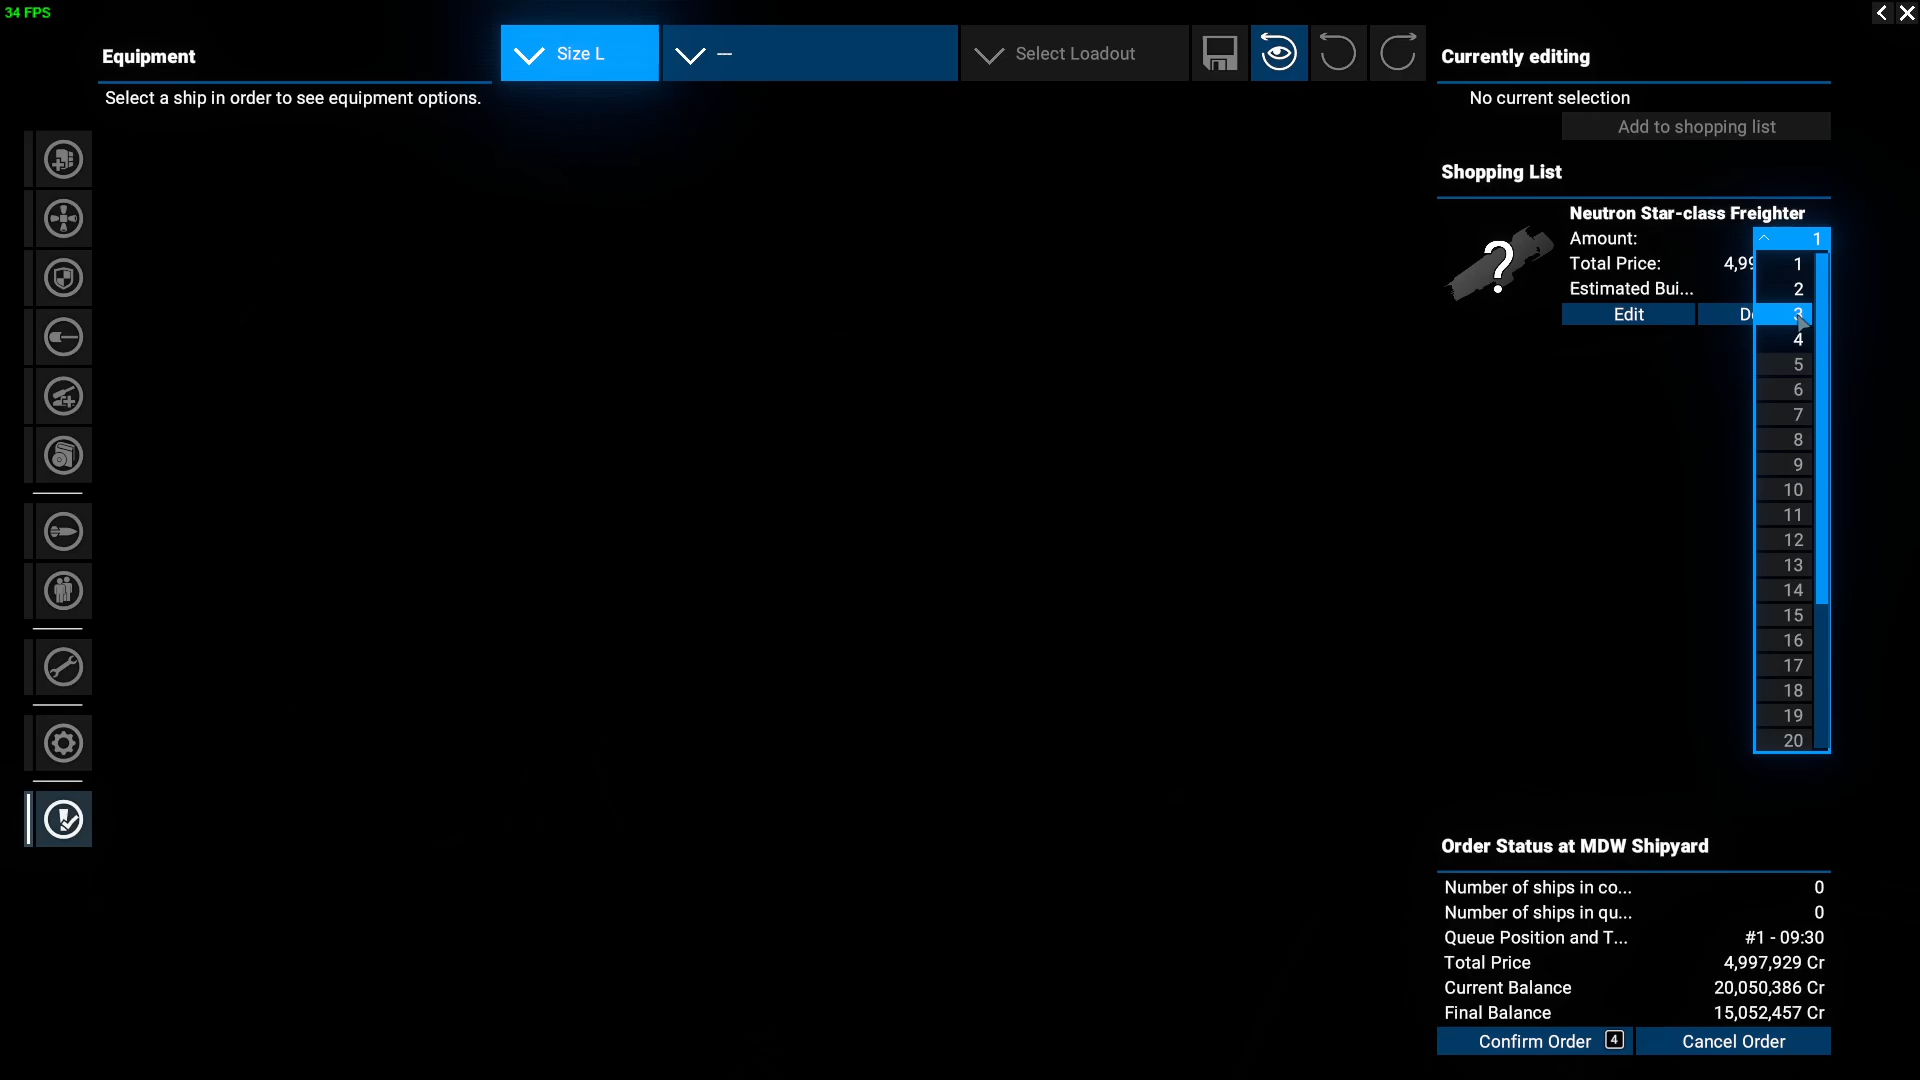 34 FPS
Equipment
Select a ship in order to see equipment options.
Size L
—
Select Loadout
Currently editing
No current selection
Add to shopping list
Shopping List
Neutron Star-class Freighter
Amount: 1
Total Price: 4,99
Estimated Bui...
Edit
De
1
2
3
4
5
6
7
8
9
10
11
12
13
14
15
16
17
18
19
20
Order Status at MDW Shipyard
Number of ships in co... 0
Number of ships in qu... 0
Queue Position and T... #1 - 09:30
Total Price 4,997,929 Cr
Current Balance 20,050,386 Cr
Final Balance 15,052,457 Cr
Confirm Order 4
Cancel Order